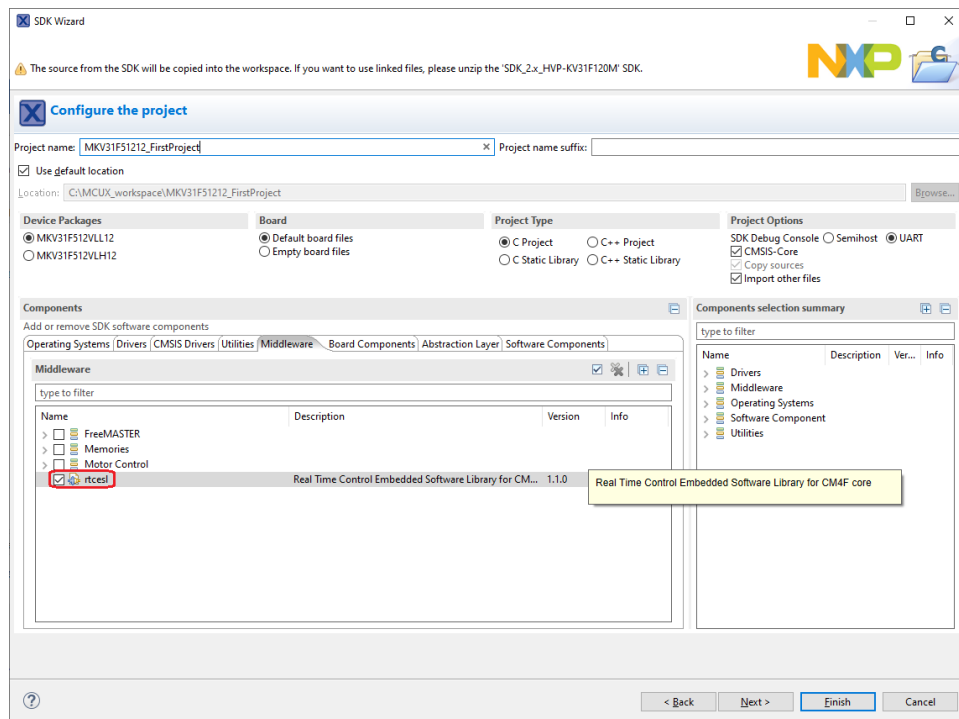 SDK Wizard
The source from the SDK will be copied into the workspace. If you want to use linked files, please unzip the 'SDK_2.x_HVP-KV31F120M' SDK.
NXP
C
Configure the project
Project name: MKV31F51212_FirstProject
Project name suffix:
Use default location
Location: C:\MCUX_workspace\MKV31F51212_FirstProject Browse...
Device Packages Board Project Type Project Options
MKV31F512VLL12 Default board files C Project C++ Project SDK Debug Console Semihost UART
MKV31F512VLH12 Empty board files C Static Library C++ Static Library CMSIS-Core
Copy sources
Import other files
Components Components selection summary
Add or remove SDK software components
type to filter
Operating Systems Drivers CMSIS Drivers Utilities Middleware Board Components Abstraction Layer Software Components
Name Description Ver... Info
Middleware
Drivers
Middleware
type to filter
Operating Systems
Name Description Version Info
Software Component
FreeMASTER
Utilities
Memories
Motor Control
rtcesl Real Time Control Embedded Software Library for CM... 1.1.0
Real Time Control Embedded Software Library for CM4F core
? < Back Next > Finish Cancel